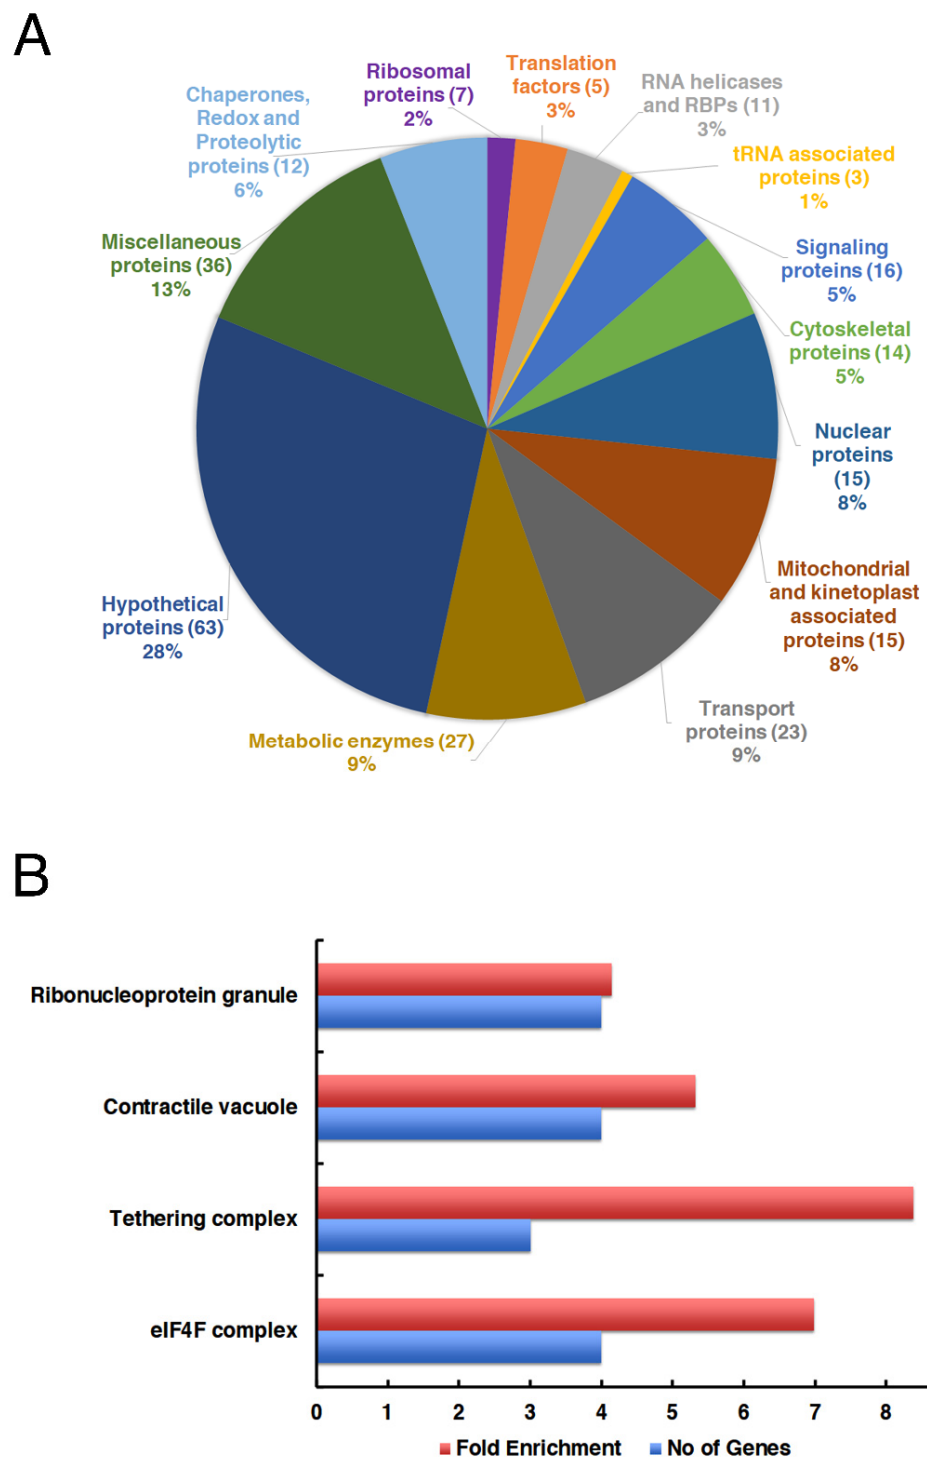 A
Ribosomal
proteins (7)
2%
Translation
factors (5)
3%
RNA helicases
and RBPs (11)
3%
tRNA associated
proteins (3)
1%
Signaling
proteins (16)
5%
Cytoskeletal
proteins (14)
5%
Nuclear
proteins
(15)
8%
Mitochondrial
and kinetoplast
associated
proteins (15)
8%
Transport
proteins (23)
9%
Metabolic enzymes (27)
9%
Hypothetical
proteins (63)
28%
Miscellaneous
proteins (36)
13%
Chaperones,
Redox and
Proteolytic
proteins (12)
6%
B
Ribonucleoprotein granule
Contractile vacuole
Tethering complex
eIF4F complex
0 1 2 3 4 5 6 7 8
Fold Enrichment No of Genes